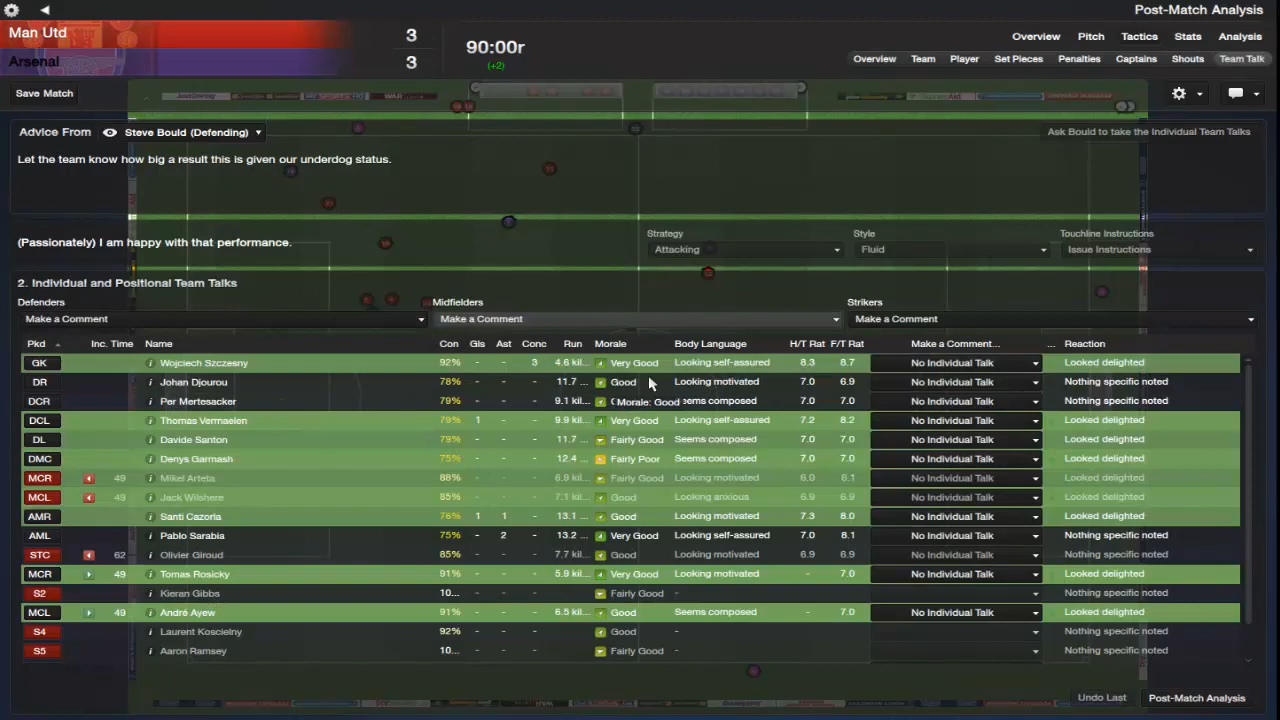 Post-Match Analysis
Man Utd 3
Arsenal 3
90:00r
(+2)
Overview Pitch Tactics Stats Analysis
Overview Team Player Set Pieces Penalties Captains Shouts Team Talk
Save Match
Advice From Steve Bould (Defending)
Ask Bould to take the Individual Team Talks
Let the team know how big a result this is given our underdog status.
(Passionately) I am happy with that performance.
Strategy Style Touchline Instructions
Attacking Fluid Issue Instructions
2. Individual and Positional Team Talks
Defenders Midfielders Strikers
Make a Comment Make a Comment Make a Comment
Pkd Inc. Time Name Con Gls Ast Conc Run Morale Body Language H/T Rat F/T Rat Make a Comment... ... Reaction
GK i Wojciech Szczesny 92% - - 3 4.6 kil... Very Good Looking self-assured 8.3 8.7 No Individual Talk Looked delighted
DR i Johan Djourou 78% - - - 11.7 ... Good Looking motivated 7.0 6.9 No Individual Talk Nothing specific noted
DCR i Per Mertesacker 79% - - - 9.1 kil... Morale: Good ems composed 7.0 7.0 No Individual Talk Nothing specific noted
DCL i Thomas Vermaelen 79% 1 - - 9.9 kil... Very Good Looking self-assured 7.2 8.2 No Individual Talk Looked delighted
DL i Davide Santon 79% - - - 11.7 ... Fairly Good Seems composed 7.0 7.0 No Individual Talk Looked delighted
DMC i Denys Garmash 75% - - - 12.4 ... Fairly Poor Seems composed 7.0 7.0 No Individual Talk Looked delighted
MCR 49 i Mikel Arteta 88% - - - 6.9 kil... Fairly Good Looking motivated 6.0 6.1 No Individual Talk Looked delighted
MCL 49 i Jack Wilshere 85% - - - 7.1 kil... Good Looking anxious 6.9 6.9 No Individual Talk Looked delighted
AMR i Santi Cazorla 76% 1 1 - 13.1 ... Good Looking motivated 7.3 8.0 No Individual Talk Looked delighted
AML i Pablo Sarabia 75% - 2 - 13.2 ... Very Good Looking self-assured 7.0 8.1 No Individual Talk Nothing specific noted
STC 62 i Olivier Giroud 85% - - - 7.7 kil... Good Looking motivated 6.9 6.9 No Individual Talk Nothing specific noted
MCR 49 i Tomas Rosicky 91% - - - 5.9 kil... Very Good Looking motivated - 7.0 No Individual Talk Looked delighted
S2 i Kieran Gibbs 10... - - - Fairly Good - Nothing specific noted
MCL 49 i André Ayew 91% - - - 6.5 kil... Good Seems composed - 7.0 No Individual Talk Looked delighted
S4 i Laurent Koscielny 92% - - - Good - Nothing specific noted
S5 i Aaron Ramsey 10... - - - Fairly Good - Nothing specific noted
Undo Last Post-Match Analysis